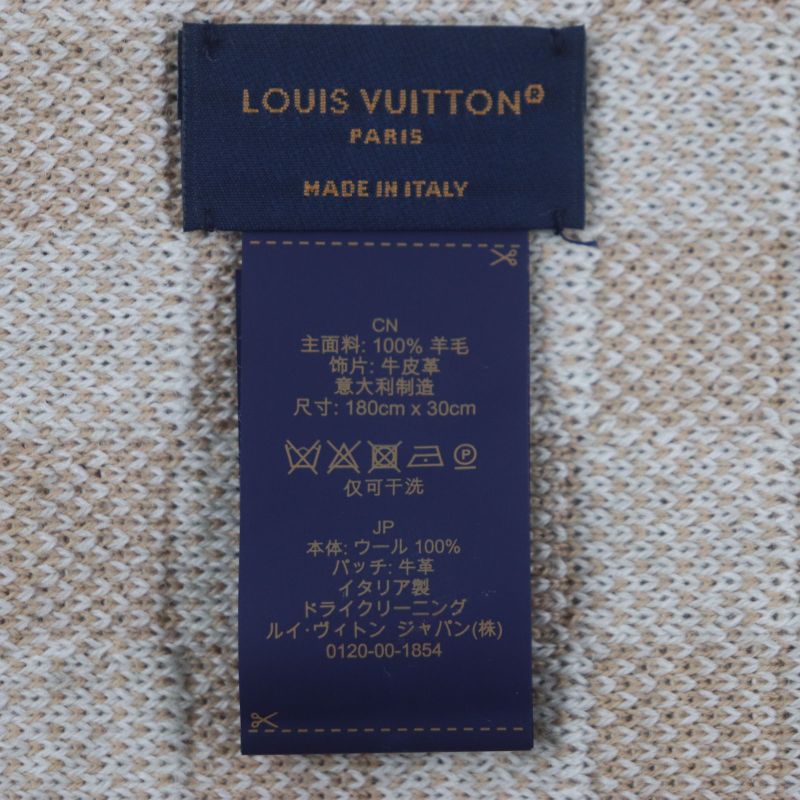 LOUIS VUITTON®
PARIS
MADE IN ITALY
CN
主面料: 100% 羊毛
饰片: 牛皮革
意大利制造
尺寸: 180cm x 30cm
P
仅可干洗
JP
本体: ウール 100%
パッチ: 牛革
イタリア製
ドライクリーニング
ルイ·ヴィトン ジャパン(株)
0120-00-1854